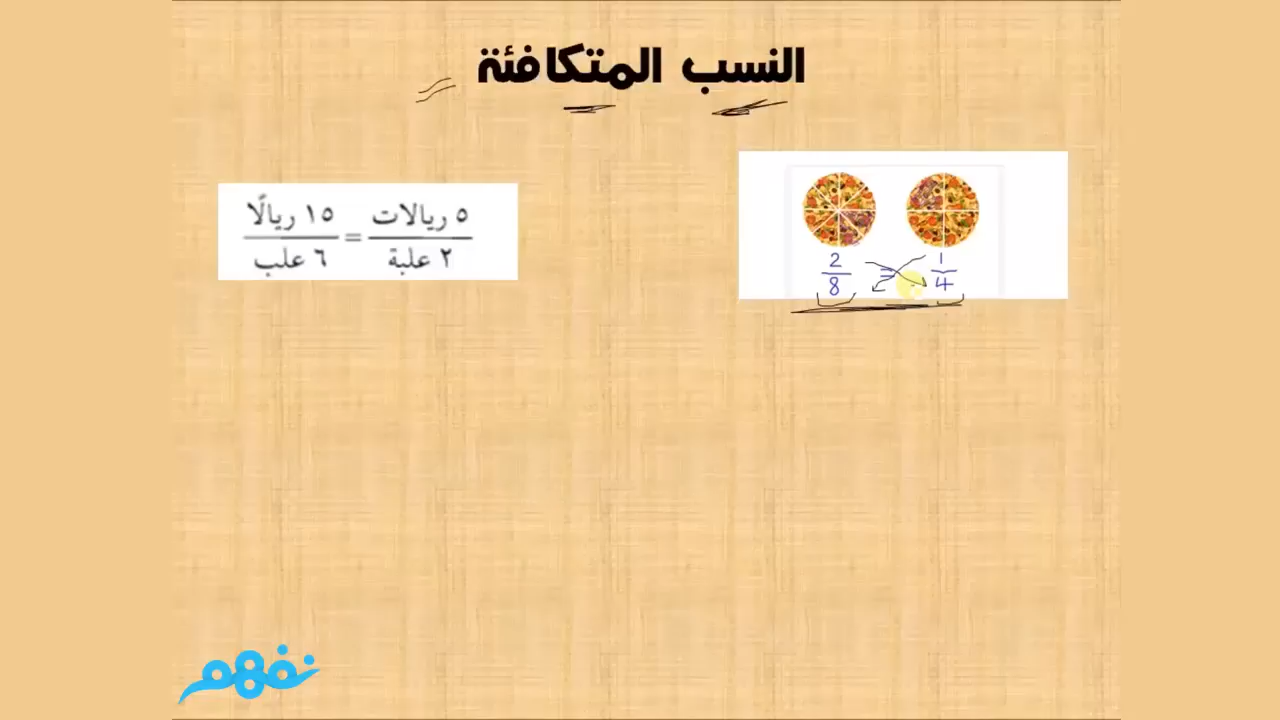 النسب المتكافئة
1/4 = 2/8
٥ ريالات / ٢ علبة = ١٥ ريالًا / ٦ علب
نفهم